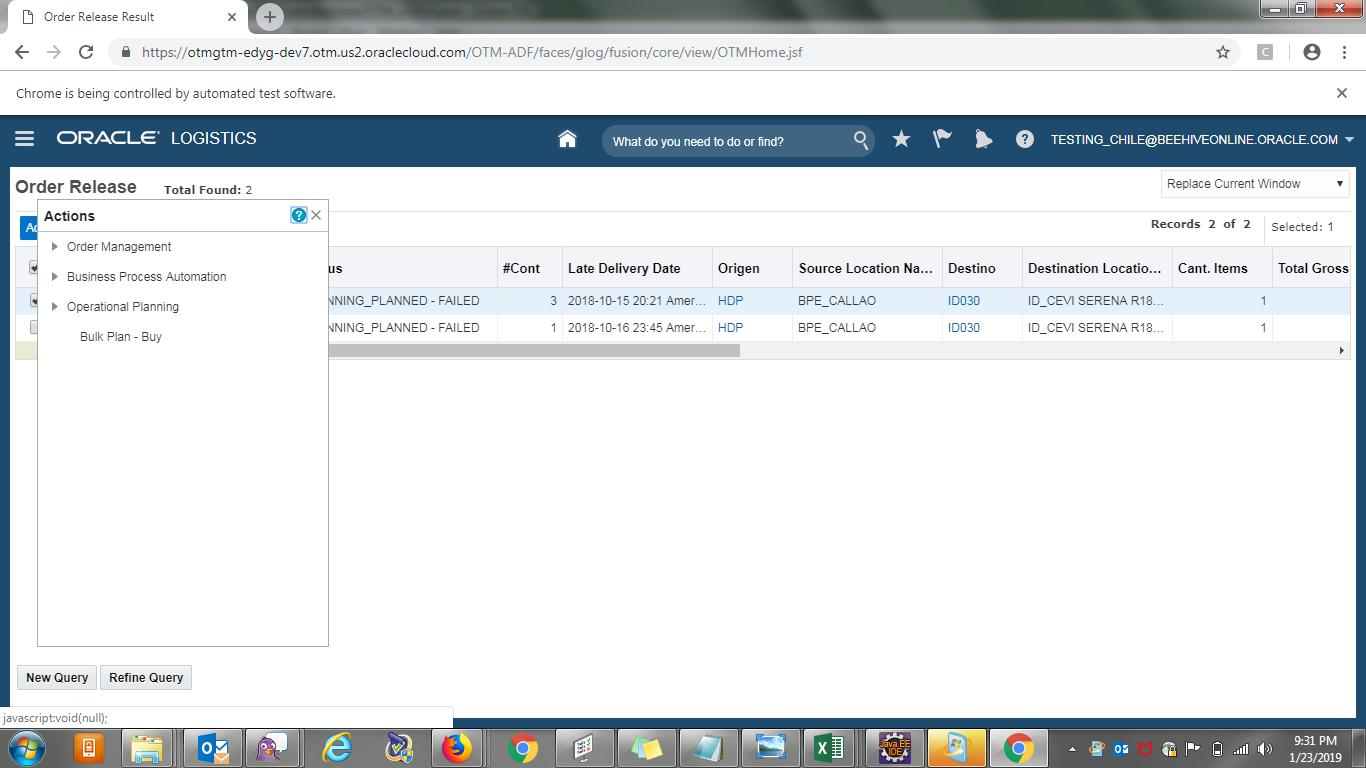 Order Release Result
https://otmgtm-edyg-dev7.otm.us2.oraclecloud.com/OTM-ADF/faces/glog/fusion/core/view/OTMHome.jsf
C
Chrome is being controlled by automated test software.
ORACLE LOGISTICS
What do you need to do or find?
TESTING_CHILE@BEEHIVEONLINE.ORACLE.COM
Order Release Total Found: 2
Replace Current Window
Actions
Records 2 of 2 Selected: 1
Order Management
Business Process Automation
Operational Planning
Bulk Plan - Buy
#Cont Late Delivery Date Origen Source Location Na... Destino Destination Locatio... Cant. Items Total Gross
NNING_PLANNED - FAILED 3 2018-10-15 20:21 Amer... HDP BPE_CALLAO ID030 ID_CEVI SERENA R18... 1
NNING_PLANNED - FAILED 1 2018-10-16 23:45 Amer... HDP BPE_CALLAO ID030 ID_CEVI SERENA R18... 1
New Query Refine Query
javascript:void(null);
Java EE
IDE
9:31 PM
1/23/2019